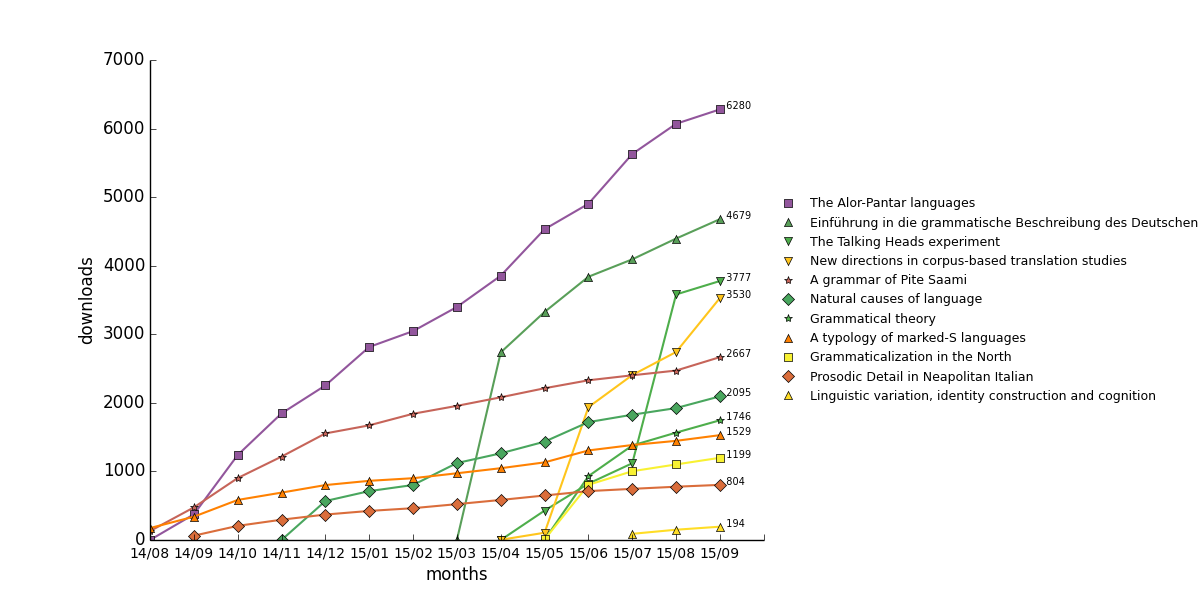 7000
6000
5000
4000
3000
2000
1000
0
downloads
14/08 14/09 14/10 14/11 14/12 15/01 15/02 15/03 15/04 15/05 15/06 15/07 15/08 15/09
months
6280
4679
3777
3530
2667
2095
1746
1529
1199
804
194
The Alor-Pantar languages
Einführung in die grammatische Beschreibung des Deutschen
The Talking Heads experiment
New directions in corpus-based translation studies
A grammar of Pite Saami
Natural causes of language
Grammatical theory
A typology of marked-S languages
Grammaticalization in the North
Prosodic Detail in Neapolitan Italian
Linguistic variation, identity construction and cognition